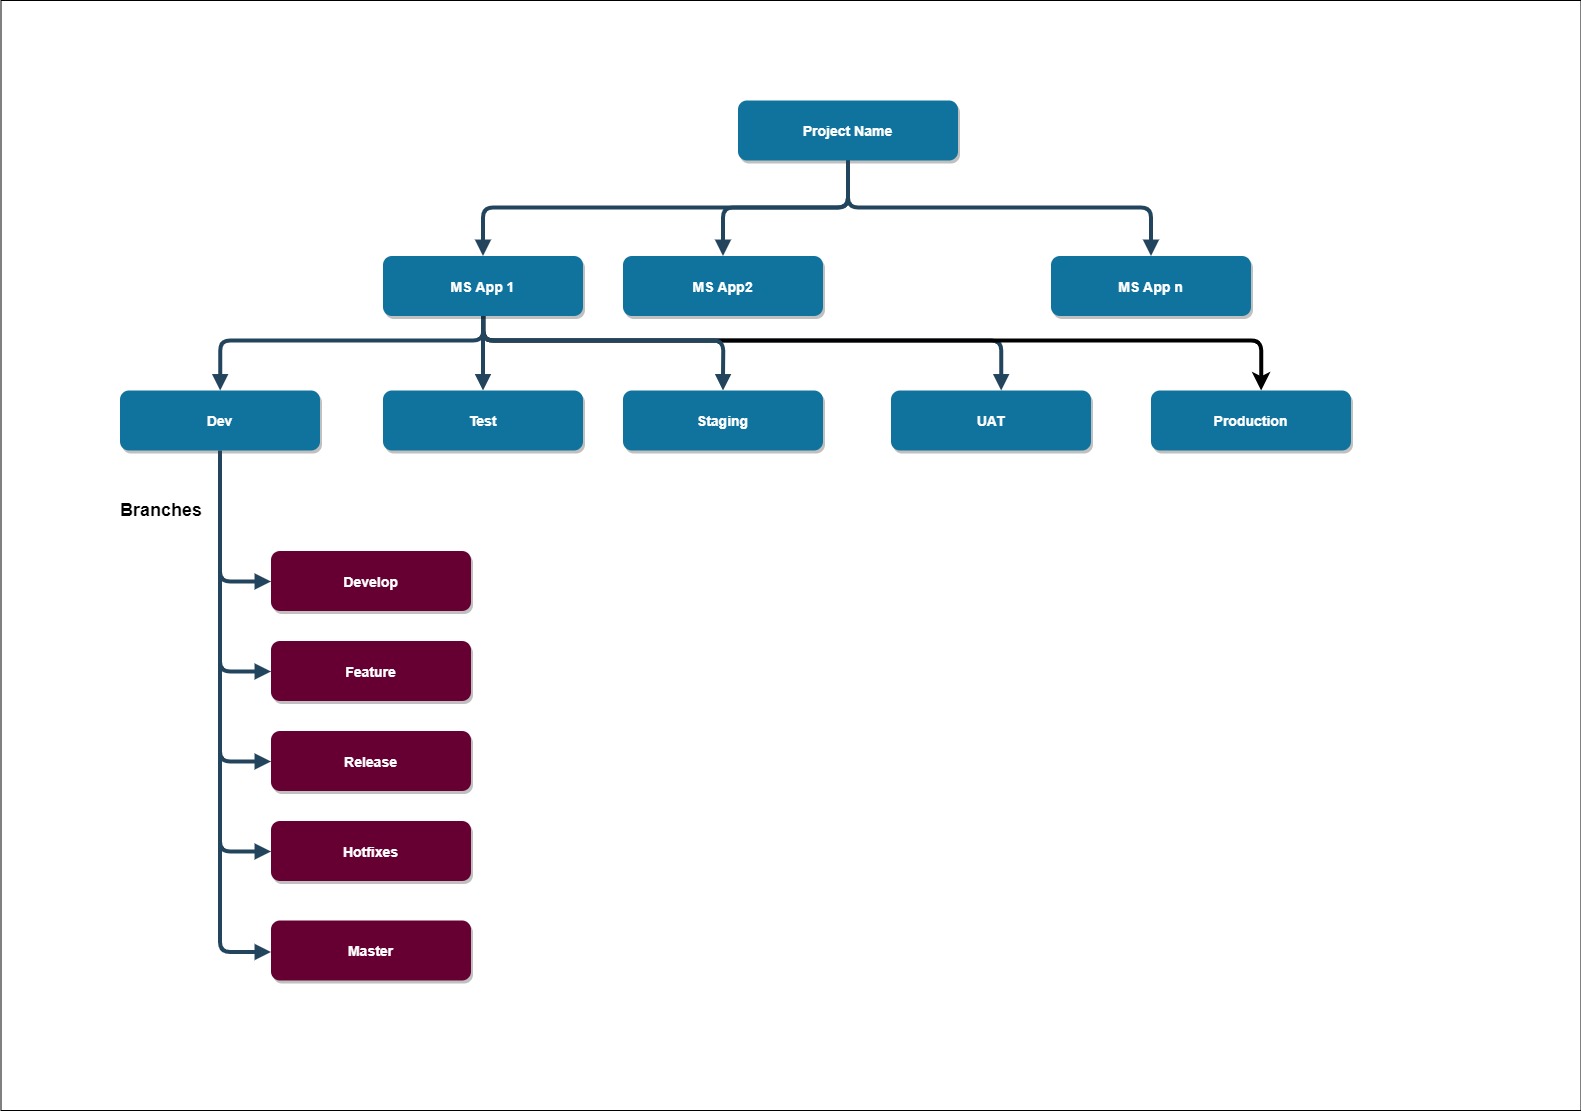 Project Name
MS App 1
MS App2
MS App n
Dev
Test
Staging
UAT
Production
Branches
Develop
Feature
Release
Hotfixes
Master